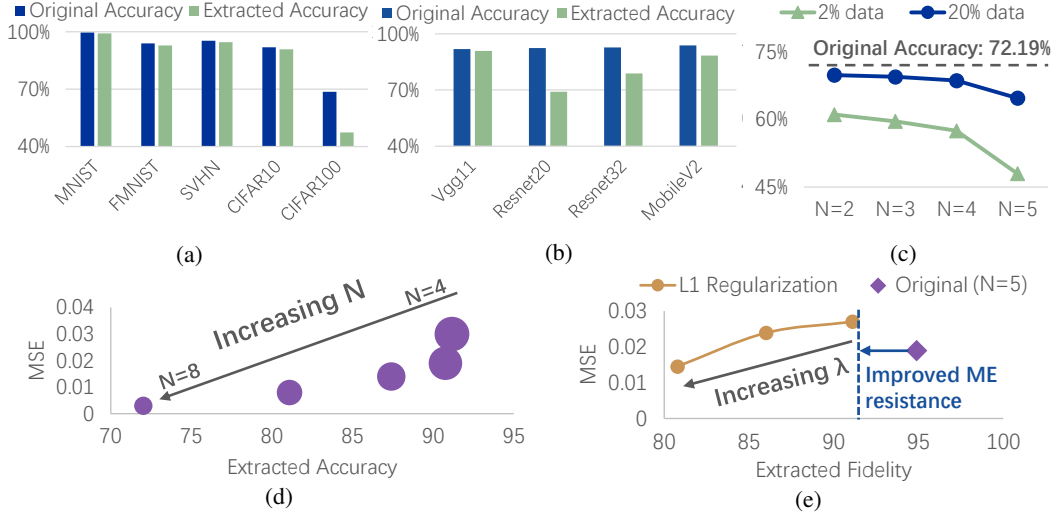 Original Accuracy Extracted Accuracy
100%
70%
40%
MNIST
FMNIST
SVHN
CIFAR10
CIFAR100
(a)
Original Accuracy Extracted Accuracy
100%
70%
40%
Vgg11
Resnet20
Resnet32
MobileV2
(b)
2% data 20% data
75%
Original Accuracy: 72.19%
60%
45%
N=2 N=3 N=4 N=5
(c)
MSE
0.04
0.03
0.02
0.01
0
Increasing N
N=4
N=8
70 75 80 85 90 95
Extracted Accuracy
(d)
L1 Regularization Original (N=5)
MSE
0.03
0.02
0.01
0
Increasing λ
Improved ME
resistance
80 85 90 95 100
Extracted Fidelity
(e)